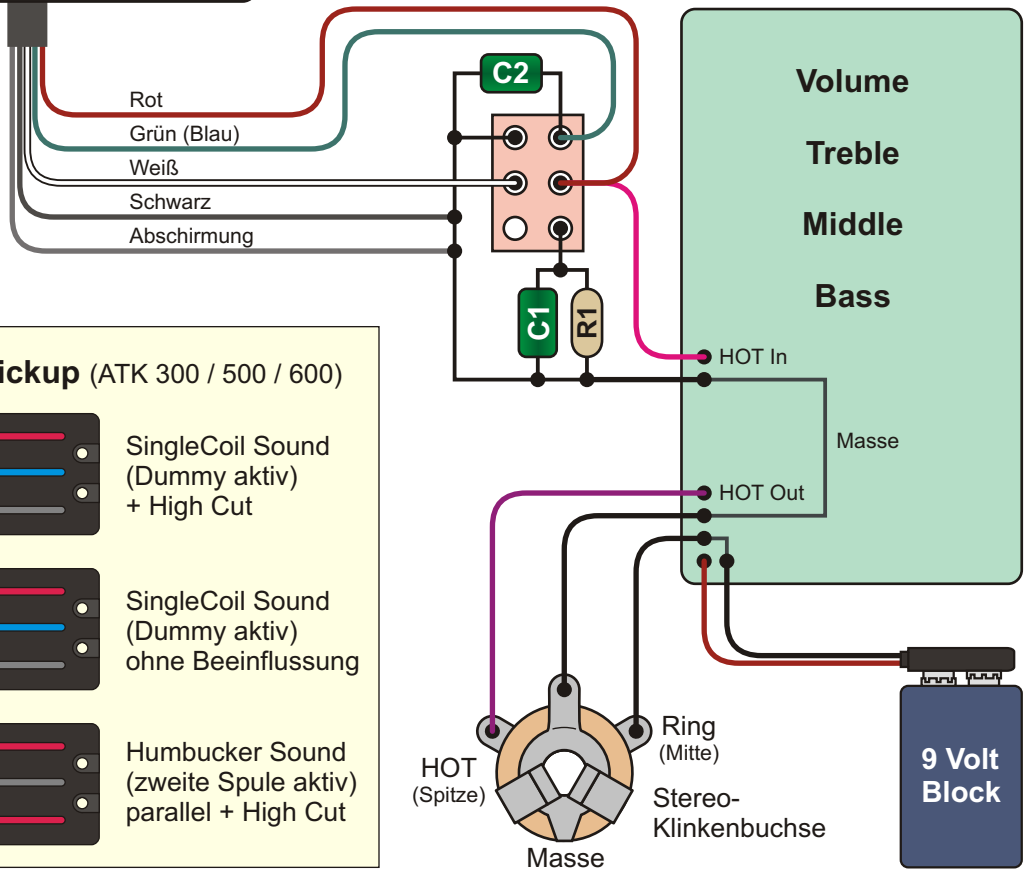 Rot
Grün (Blau)
Weiß
Schwarz
Abschirmung
C2
C1
R1
Volume
Treble
Middle
Bass
HOT In
Masse
HOT Out
ickup (ATK 300 / 500 / 600)
SingleCoil Sound
(Dummy aktiv)
+ High Cut
SingleCoil Sound
(Dummy aktiv)
ohne Beeinflussung
Humbucker Sound
(zweite Spule aktiv)
parallel + High Cut
HOT
(Spitze)
Ring
(Mitte)
Stereo-
Klinkenbuchse
Masse
9 Volt
Block